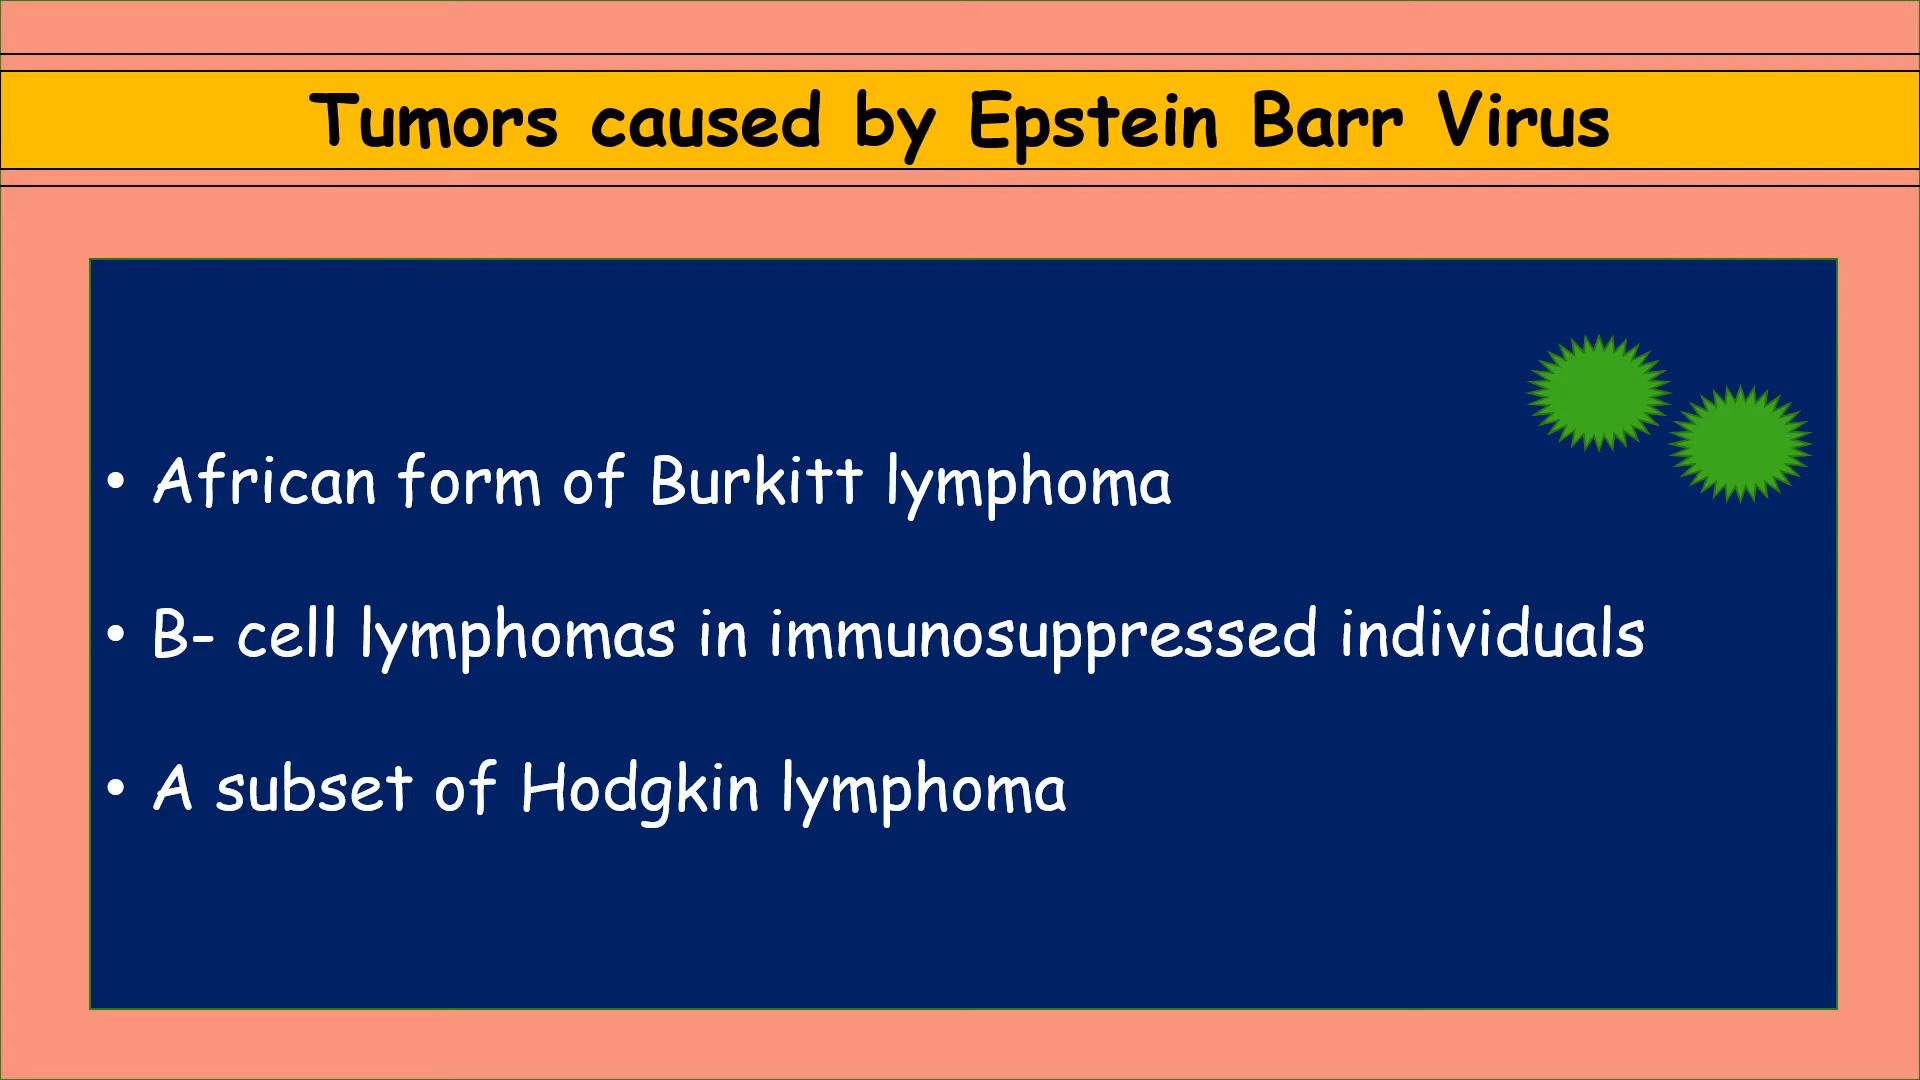 Tumors caused by Epstein Barr Virus
• African form of Burkitt lymphoma
• B- cell lymphomas in immunosuppressed individuals
• A subset of Hodgkin lymphoma